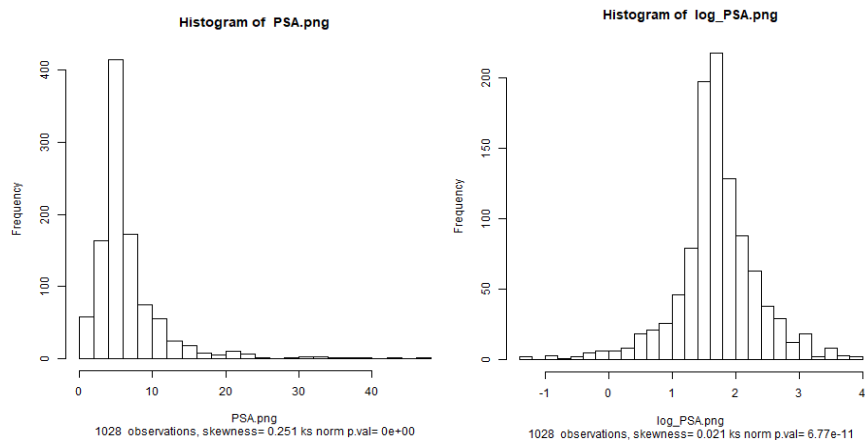 Histogram of  PSA.png
Frequency
400
300
200
100
0
0 10 20 30 40
PSA.png
1028  observations, skewness= 0.251 ks norm p.val= 0e+00
Histogram of  log_PSA.png
Frequency
200
150
100
50
0
-1 0 1 2 3 4
log_PSA.png
1028  observations, skewness= 0.021 ks norm p.val= 6.77e-11